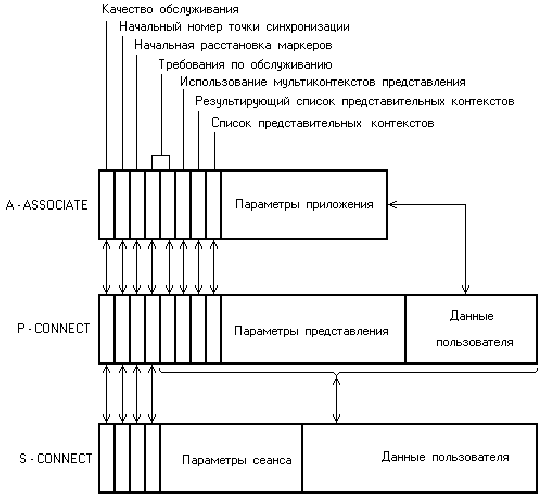 Качество обслуживания
Начальный номер точки синхронизации
Начальная расстановка маркеров
Требования по обслуживанию
Использование мультиконтекстов представления
Результирующий список представительных контекстов
Список представительных контекстов
A - ASSOCIATE
Параметры приложения
P - CONNECT
Параметры представления
Данные
пользователя
S - CONNECT
Параметры сеанса
Данные пользователя